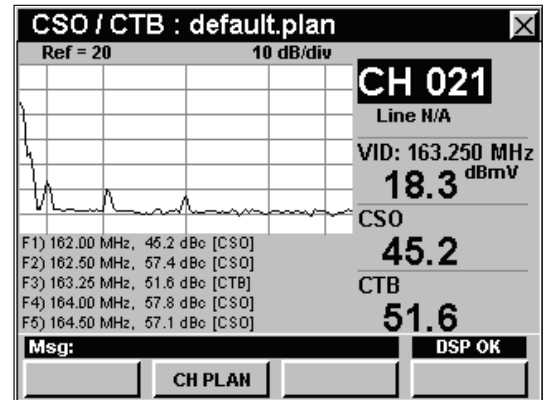 CSO / CTB : default.plan
Ref = 20 10 dB/div
CH 021
Line N/A
VID: 163.250 MHz
18.3 dBmV
CSO
45.2
CTB
51.6
F1) 162.00 MHz, 45.2 dBc [CSO]
F2) 162.50 MHz, 57.4 dBc [CSO]
F3) 163.25 MHz, 51.6 dBc [CTB]
F4) 164.00 MHz, 57.8 dBc [CSO]
F5) 164.50 MHz, 57.1 dBc [CSO]
Msg: DSP OK
CH PLAN